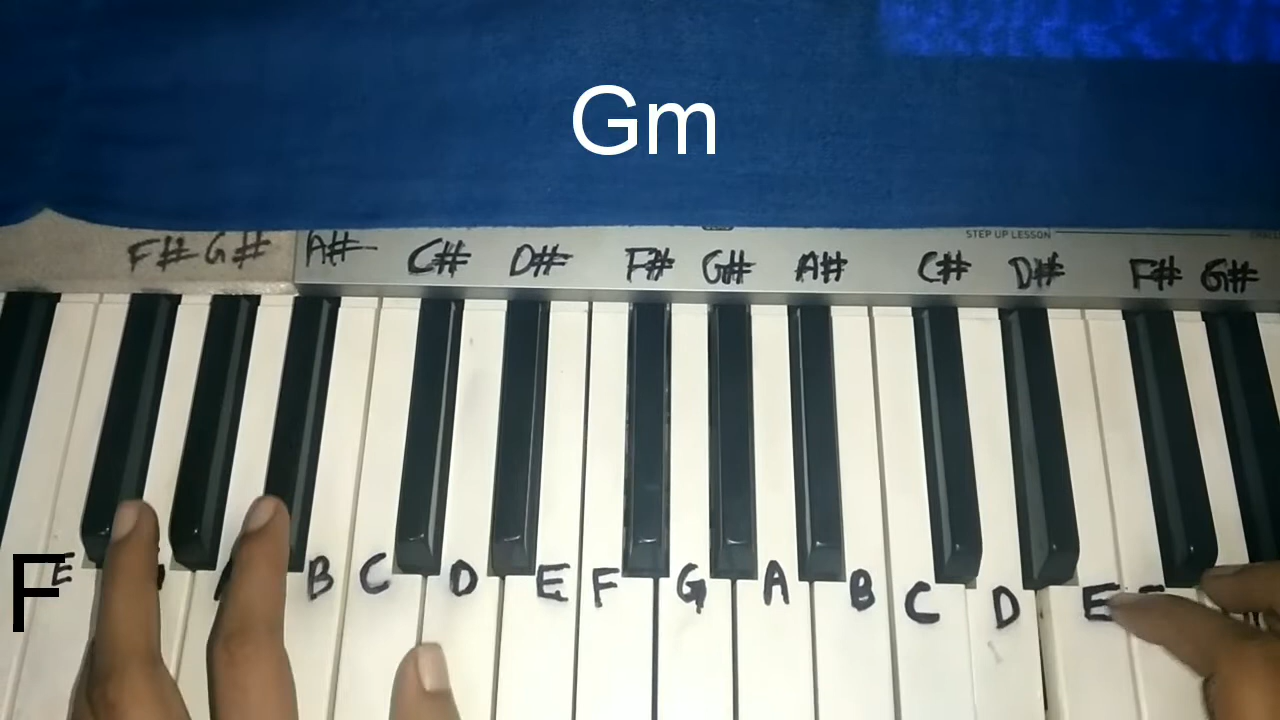 Gm
STEP UP LESSON
F# G# A# C# D# F# G# A# C# D# F# G#
F
E B C D E F G A B C D E